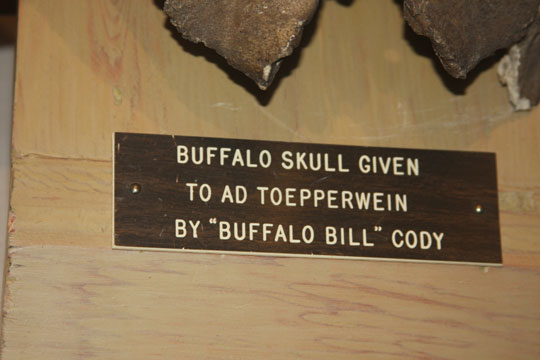 BUFFALO SKULL GIVEN
TO AD TOEPPERWEIN
BY "BUFFALO BILL" CODY